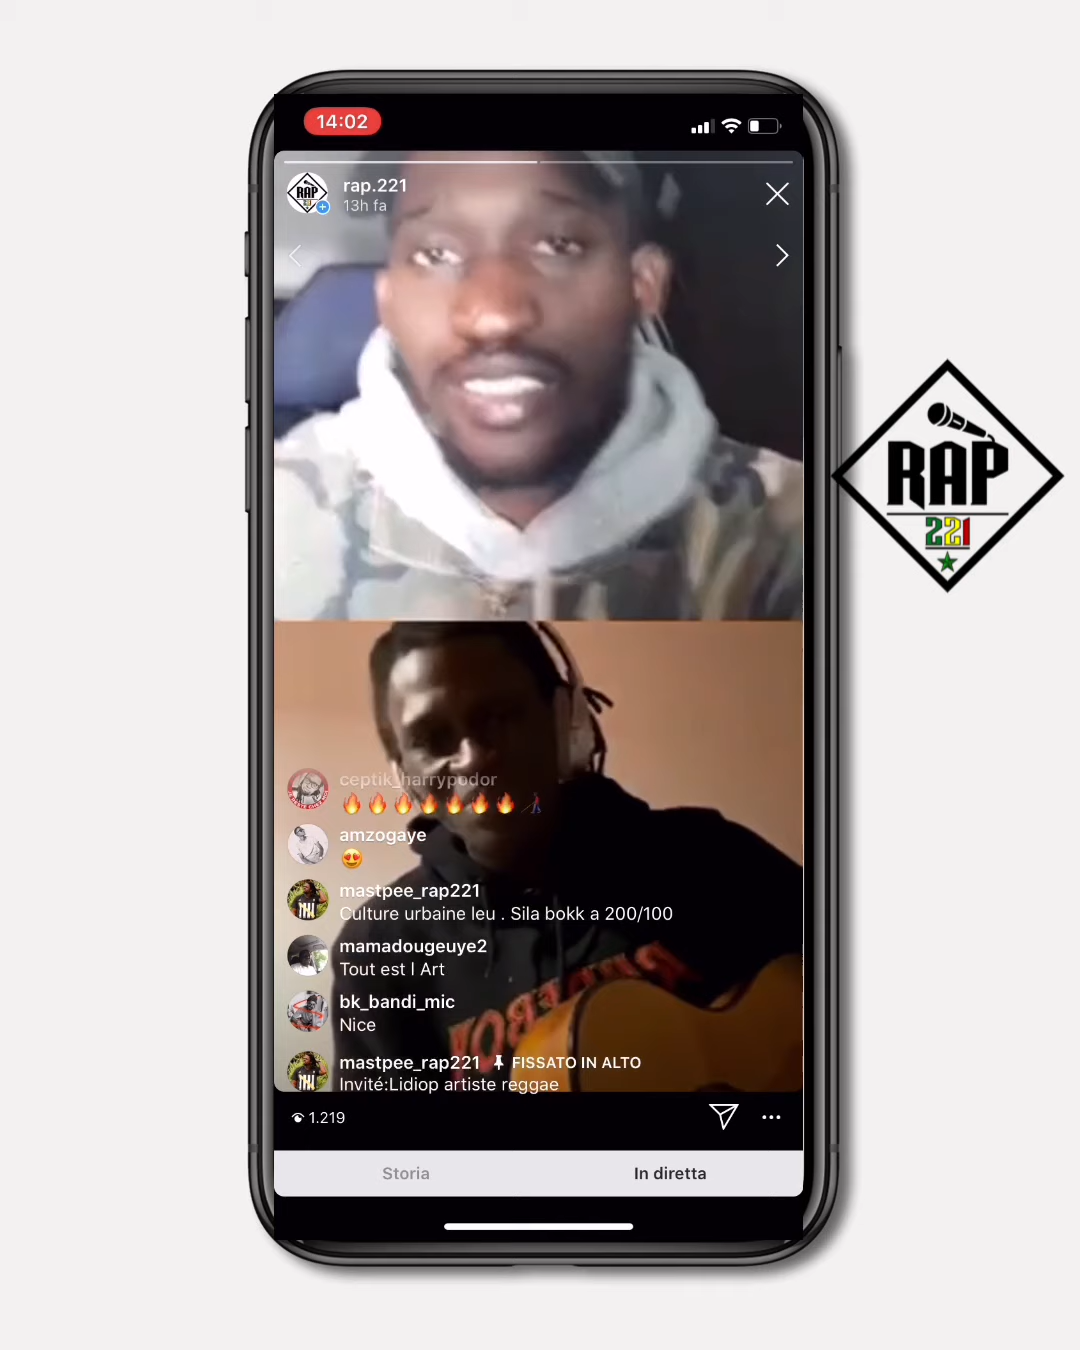 14:02
rap.221
13h fa
ceptik_harrypodor
amzogaye
mastpee_rap221
Culture urbaine leu . Sila bokk a 200/100
mamadougeuye2
Tout est l Art
bk_bandi_mic
Nice
mastpee_rap221 FISSATO IN ALTO
Invité:Lidiop artiste reggae
1.219
Storia
In diretta
RAP
221